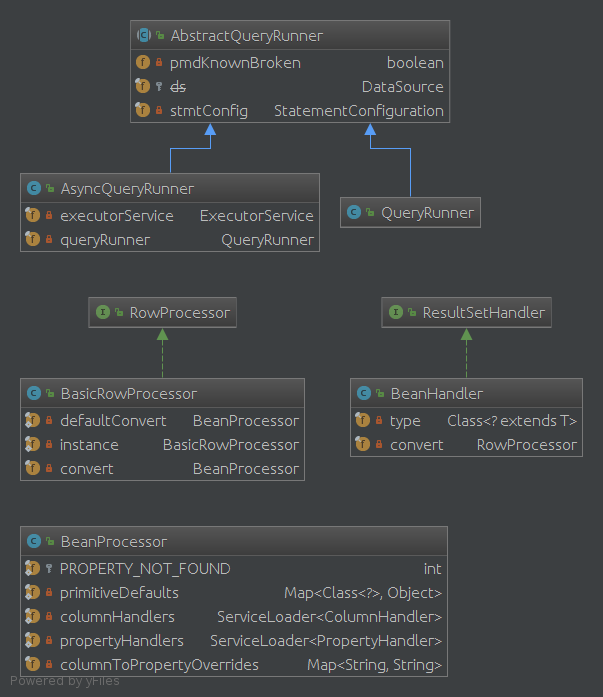 AbstractQueryRunner
pmdKnownBroken boolean
ds DataSource
stmtConfig StatementConfiguration
AsyncQueryRunner
executorService ExecutorService
queryRunner QueryRunner
QueryRunner
RowProcessor
ResultSetHandler
BasicRowProcessor
defaultConvert BeanProcessor
instance BasicRowProcessor
convert BeanProcessor
BeanHandler
type Class<? extends T>
convert RowProcessor
BeanProcessor
PROPERTY_NOT_FOUND int
primitiveDefaults Map<Class<?>, Object>
columnHandlers ServiceLoader<ColumnHandler>
propertyHandlers ServiceLoader<PropertyHandler>
columnToPropertyOverrides Map<String, String>
Powered by yFiles